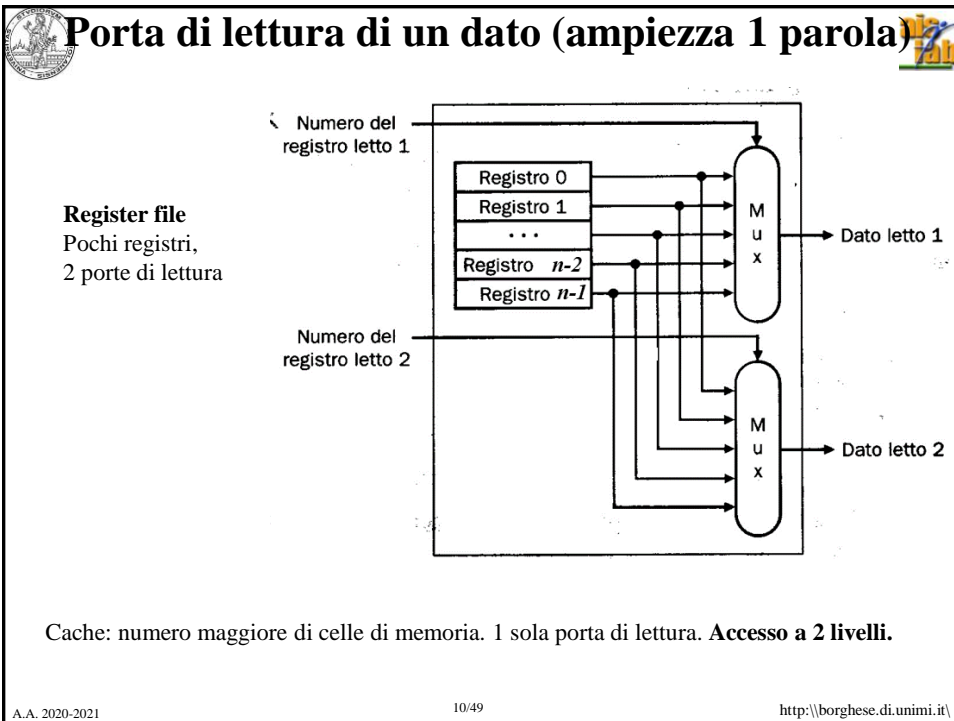 Porta di lettura di un dato (ampiezza 1 parola)
Numero del
registro letto 1
Registro 0
Registro 1
. . .
Registro n-2
Registro n-1
M
u
x
Dato letto 1
Register file
Pochi registri,
2 porte di lettura
Numero del
registro letto 2
M
u
x
Dato letto 2
Cache: numero maggiore di celle di memoria. 1 sola porta di lettura. Accesso a 2 livelli.
A.A. 2020-2021
10/49
http:\\borghese.di.unimi.it\